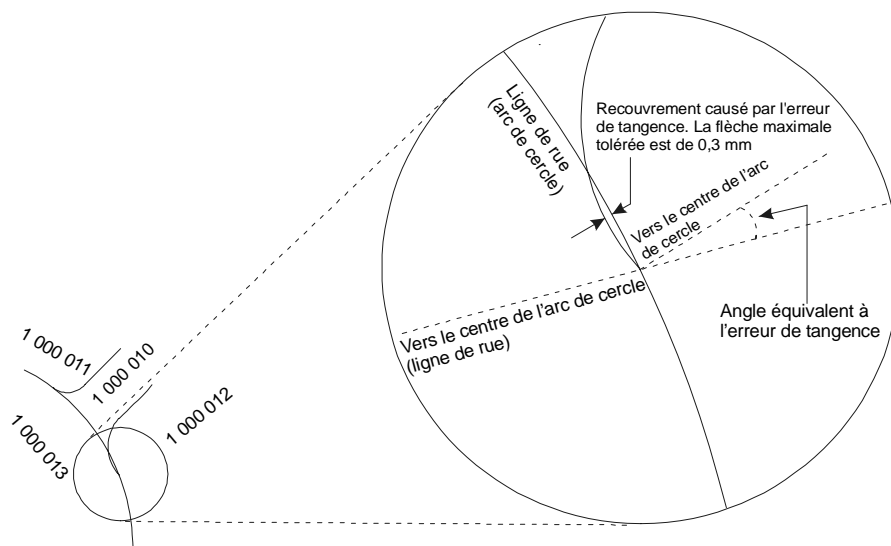 Ligne de rue
(arc de cercle)
Recouvrement causé par l'erreur
de tangence. La flèche maximale
tolérée est de 0,3 mm
Vers le centre de l'arc
de cercle
Vers le centre de l'arc de cercle
(ligne de rue)
Angle équivalent à
l'erreur de tangence
1 000 011
1 000 010
1 000 012
1 000 013